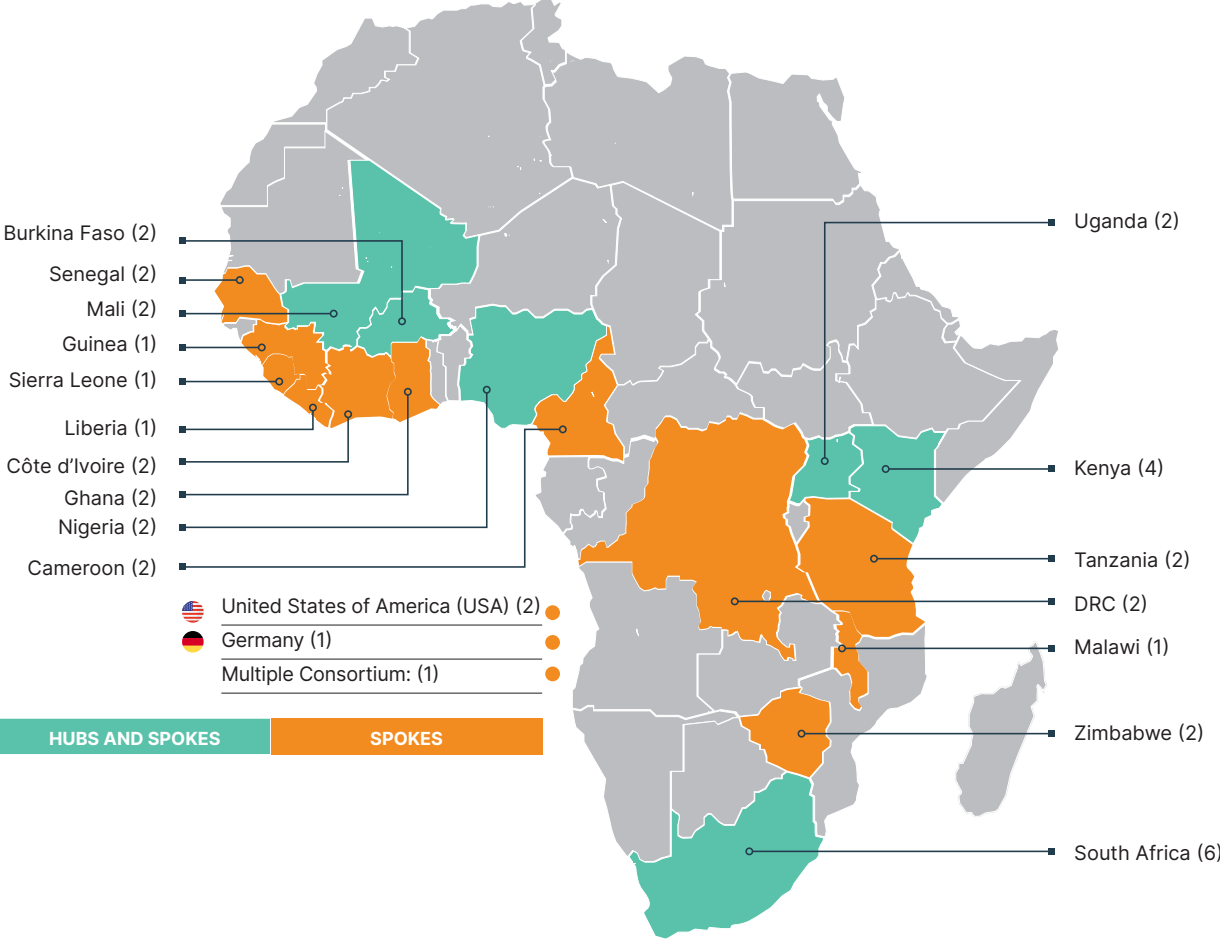 Burkina Faso (2)
Senegal (2)
Mali (2)
Guinea (1)
Sierra Leone (1)
Liberia (1)
Côte d’Ivoire (2)
Ghana (2)
Nigeria (2)
Cameroon (2)
United States of America (USA) (2)
Germany (1)
Multiple Consortium: (1)
HUBS AND SPOKES
SPOKES
Uganda (2)
Kenya (4)
Tanzania (2)
DRC (2)
Malawi (1)
Zimbabwe (2)
South Africa (6)